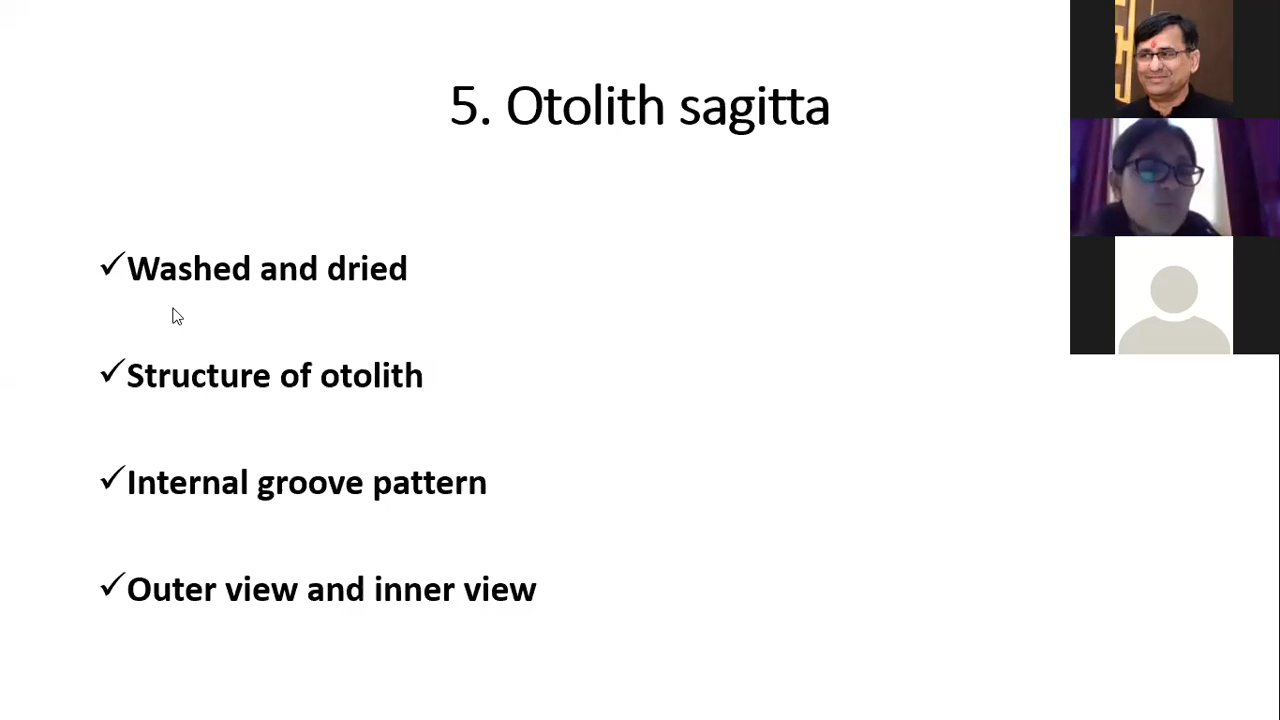 5. Otolith sagitta
✓Washed and dried
✓Structure of otolith
✓Internal groove pattern
✓Outer view and inner view